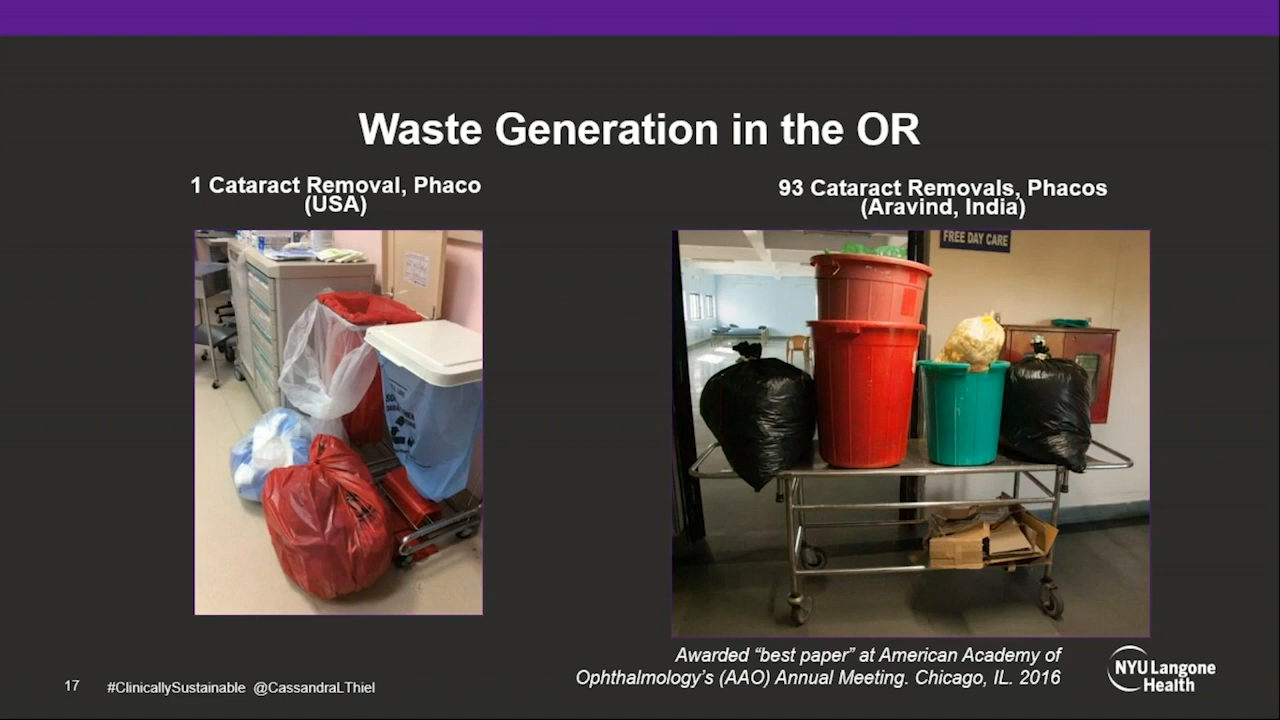 Waste Generation in the OR
1 Cataract Removal, Phaco
(USA)
93 Cataract Removals, Phacos
(Aravind, India)
FREE DAY CARE
Awarded “best paper” at American Academy of
Ophthalmology’s (AAO) Annual Meeting. Chicago, IL. 2016
17
#ClinicallySustainable @CassandraLThiel
NYU Langone
Health